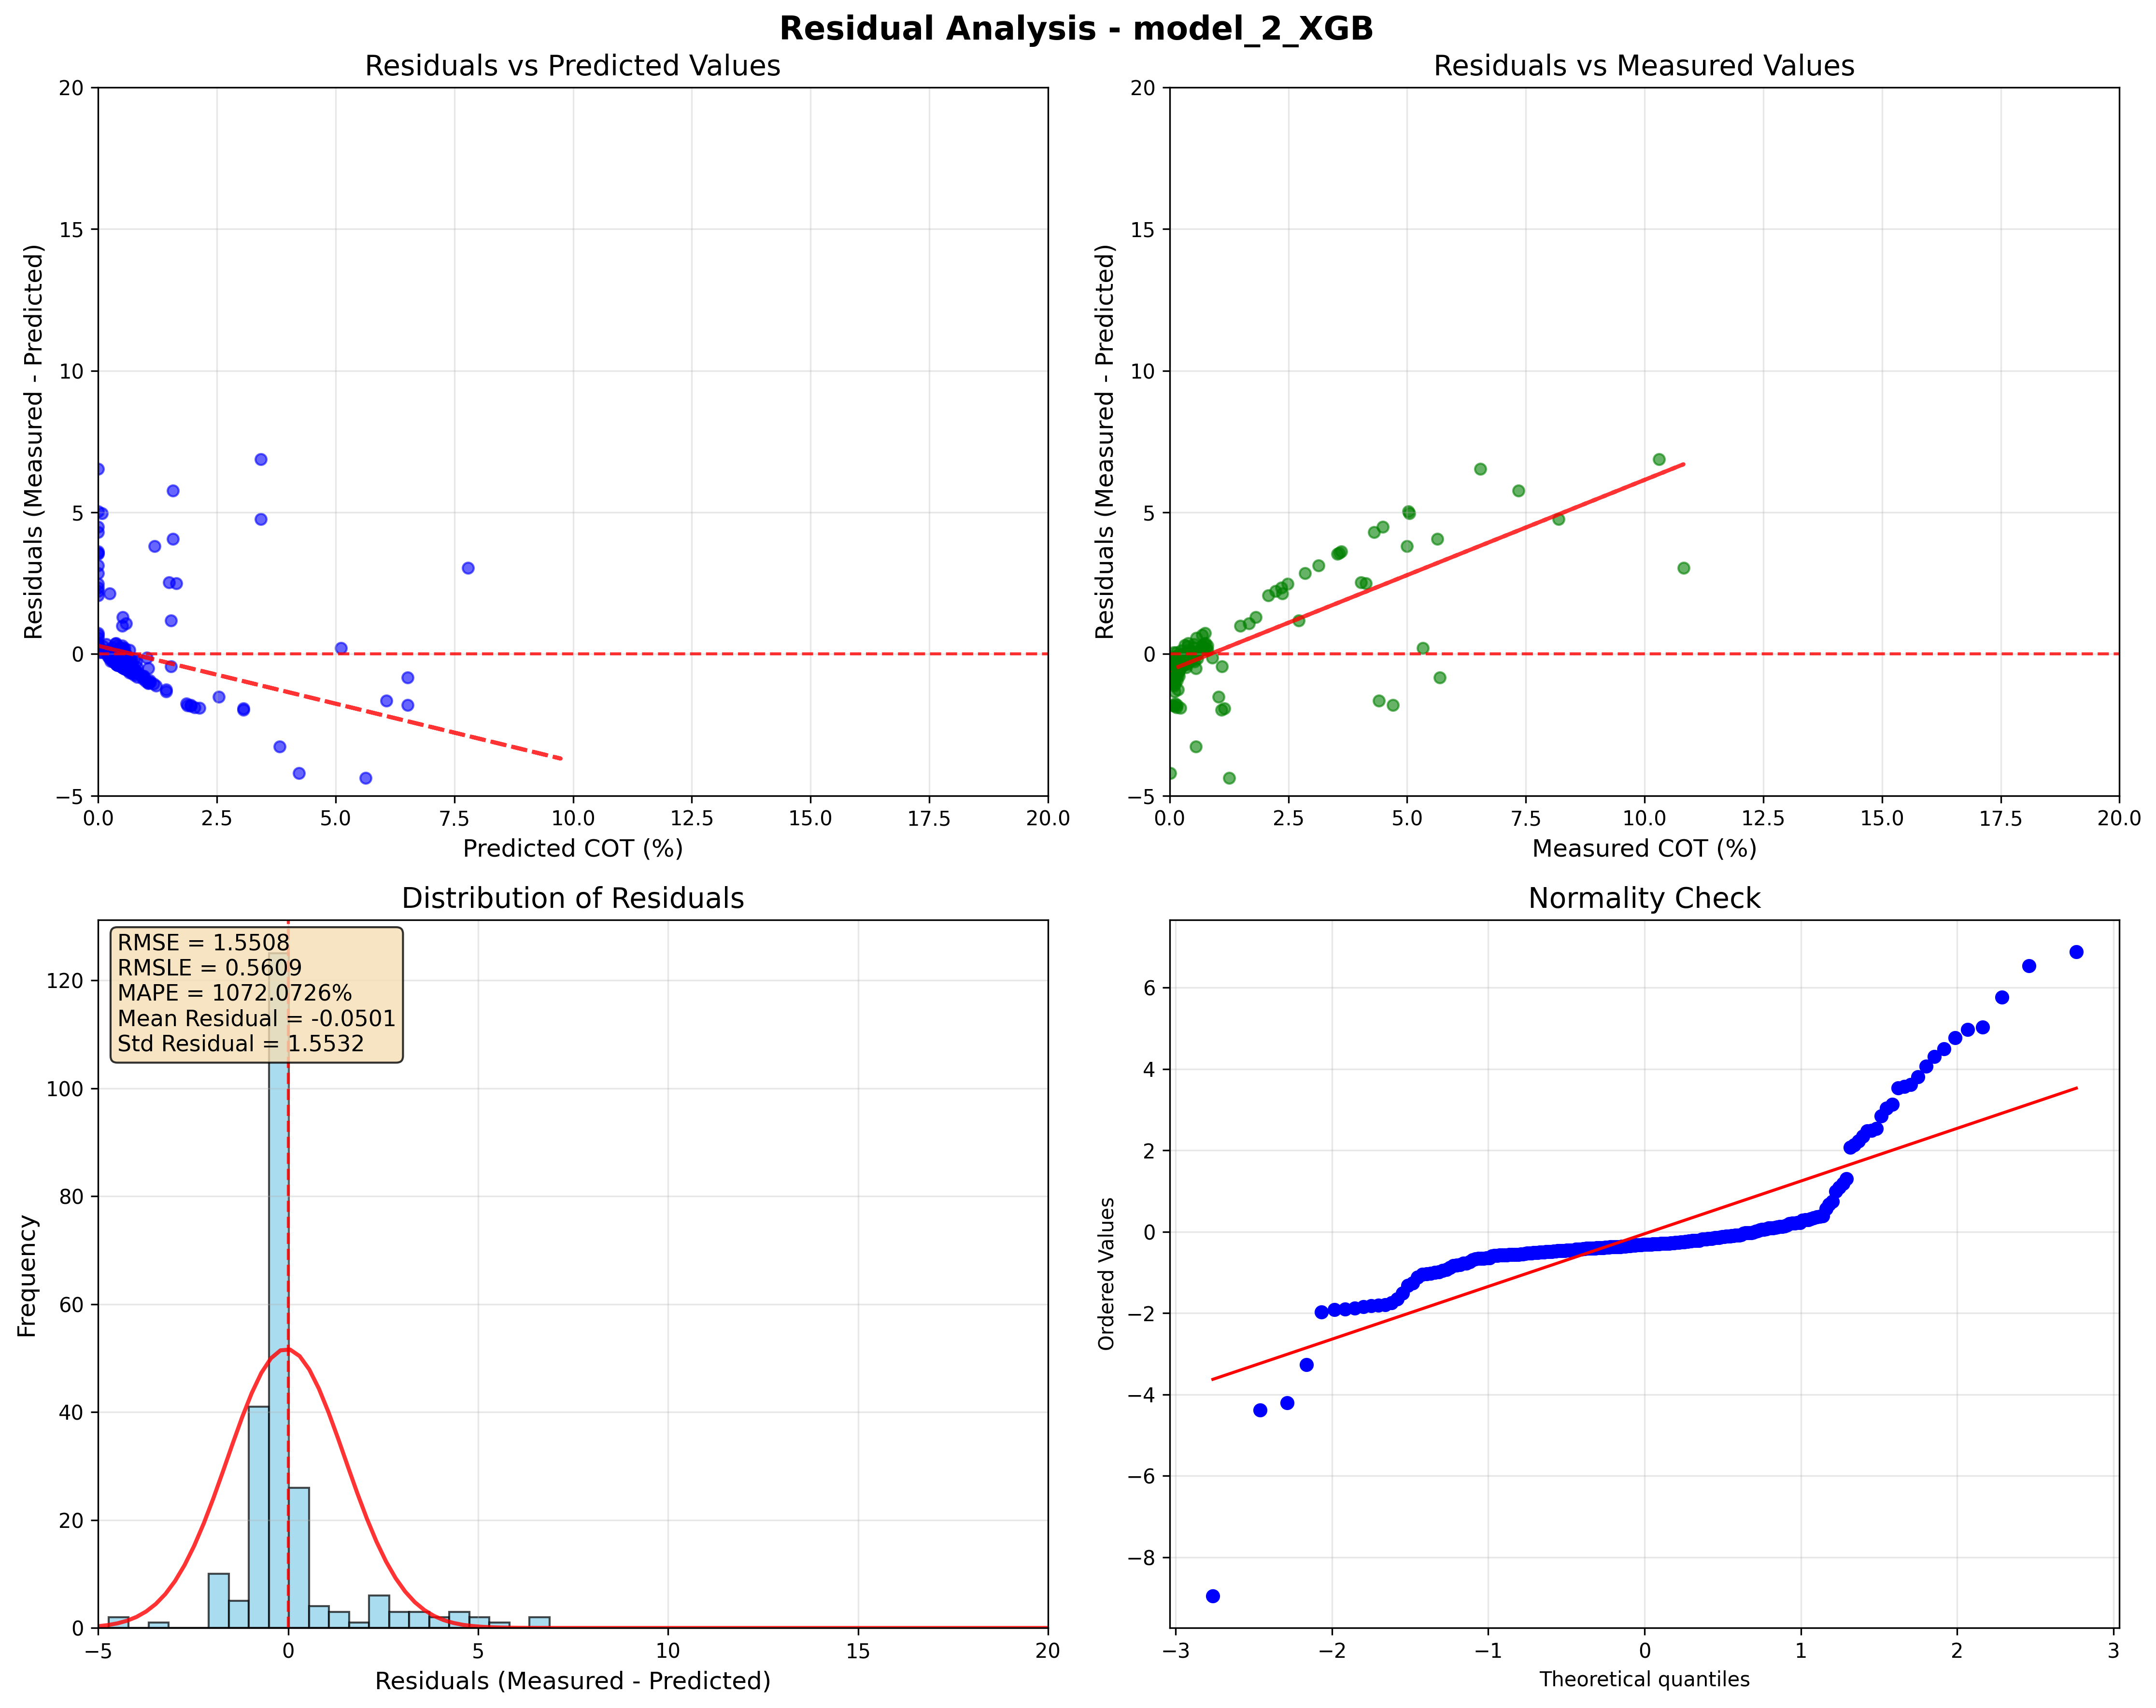 Residual Analysis - model_2_XGB
Residuals vs Predicted Values
20
15
10
5
0
−5
0.0 2.5 5.0 7.5 10.0 12.5 15.0 17.5 20.0
Residuals (Measured - Predicted)
Predicted COT (%)
Residuals vs Measured Values
20
15
10
5
0
−5
0.0 2.5 5.0 7.5 10.0 12.5 15.0 17.5 20.0
Residuals (Measured - Predicted)
Measured COT (%)
Distribution of Residuals
RMSE = 1.5508
RMSLE = 0.5609
MAPE = 1072.0726%
Mean Residual = -0.0501
Std Residual = 1.5532
120
100
80
60
40
20
0
−5 0 5 10 15 20
Frequency
Residuals (Measured - Predicted)
Normality Check
6
4
2
0
−2
−4
−6
−8
−3 −2 −1 0 1 2 3
Ordered Values
Theoretical quantiles